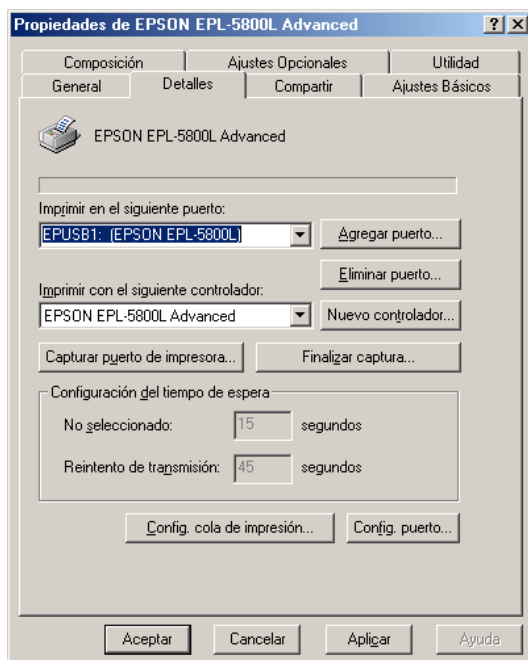 Propiedades de EPSON EPL-5800L Advanced
Composición Ajustes Opcionales Utilidad
General Detalles Compartir Ajustes Básicos
EPSON EPL-5800L Advanced
Imprimir en el siguiente puerto:
EPUSB1: (EPSON EPL-5800L) Agregar puerto...
Eliminar puerto...
Imprimir con el siguiente controlador:
EPSON EPL-5800L Advanced Nuevo controlador...
Capturar puerto de impresora... Finalizar captura...
Configuración del tiempo de espera
No seleccionado: 15 segundos
Reintento de transmisión: 45 segundos
Config. cola de impresión... Config. puerto...
Aceptar Cancelar Aplicar Ayuda